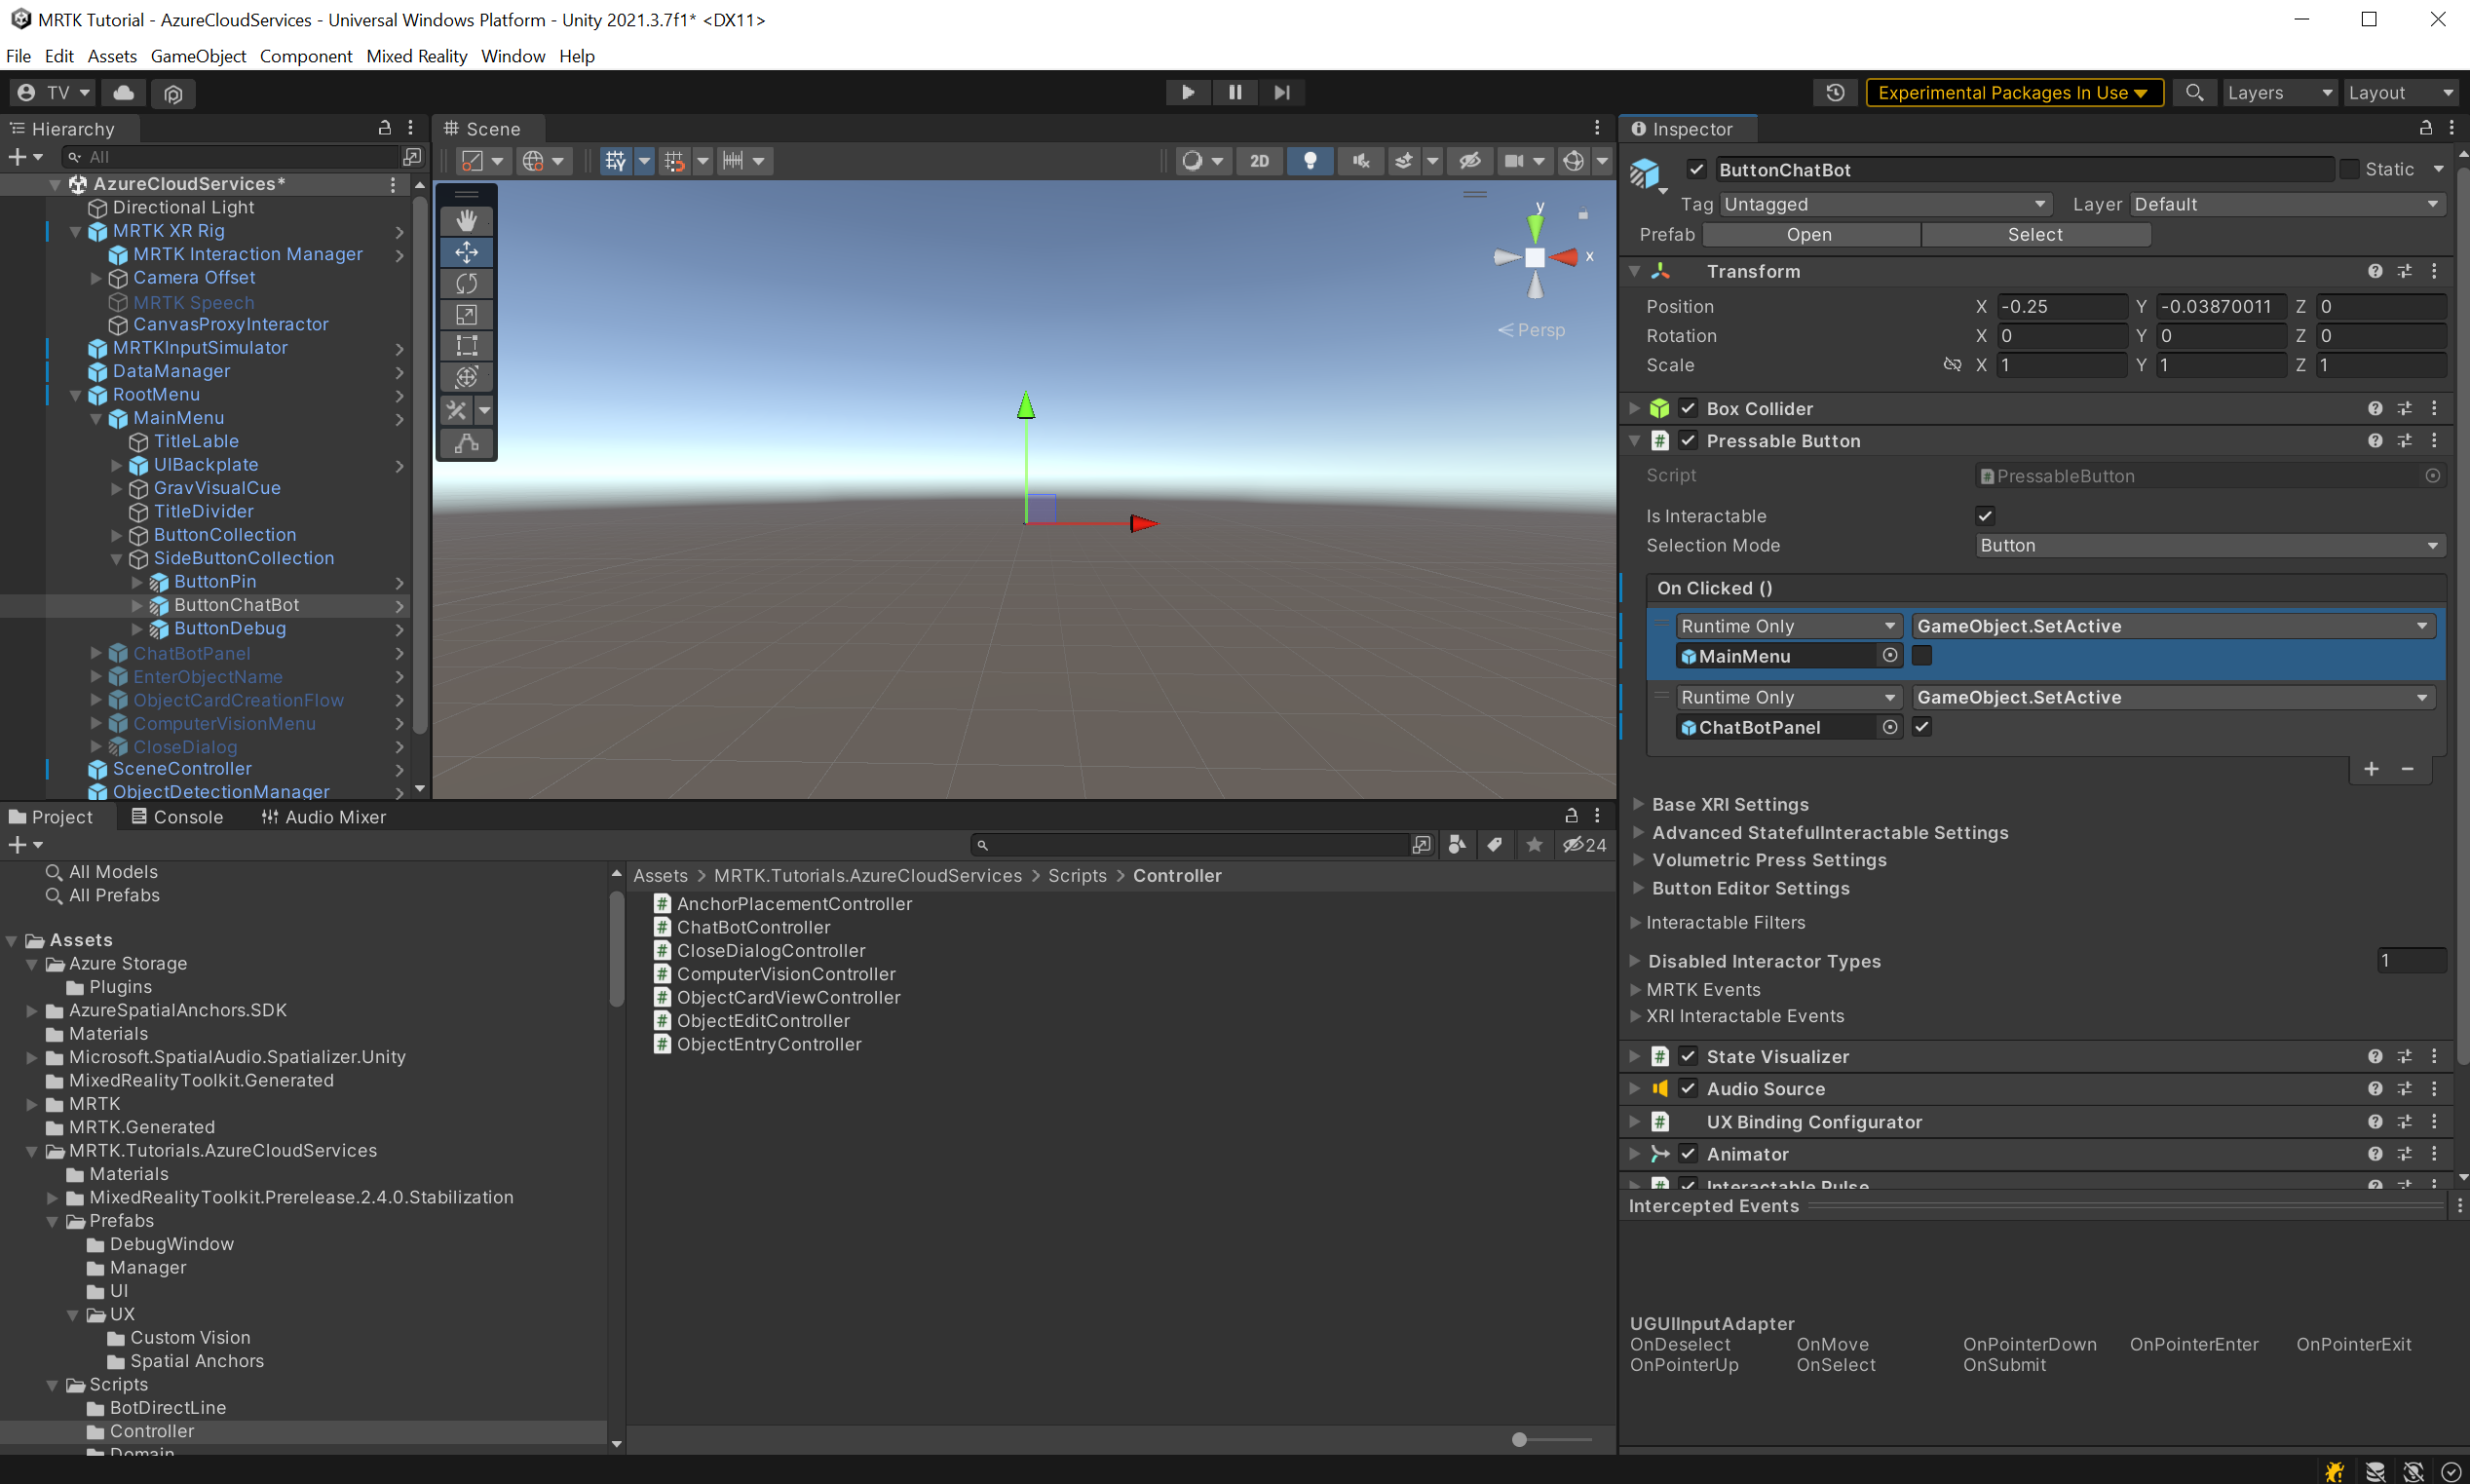 MRTK Tutorial - AzureCloudServices - Universal Windows Platform - Unity 2021.3.7f1* <DX11>
File Edit Assets GameObject Component Mixed Reality Window Help
TV Experimental Packages In Use Layers Layout
Hierarchy
All
AzureCloudServices*
Directional Light
MRTK XR Rig
MRTK Interaction Manager
Camera Offset
MRTK Speech
CanvasProxyInteractor
MRTKInputSimulator
DataManager
RootMenu
MainMenu
TitleLable
UIBackplate
GravVisualCue
TitleDivider
ButtonCollection
SideButtonCollection
ButtonPin
ButtonChatBot
ButtonDebug
ChatBotPanel
EnterObjectName
ObjectCardCreationFlow
ComputerVisionMenu
CloseDialog
SceneController
ObjectDetectionManager
Scene
2D
y
x
Persp
Inspector
ButtonChatBot Static
Tag Untagged Layer Default
Prefab Open Select
Transform
Position X -0.25 Y -0.03870011 Z 0
Rotation X 0 Y 0 Z 0
Scale X 1 Y 1 Z 1
Box Collider
Pressable Button
Script PressableButton
Is Interactable
Selection Mode Button
On Clicked ()
Runtime Only GameObject.SetActive
MainMenu
Runtime Only GameObject.SetActive
ChatBotPanel
+ −
Base XRI Settings
Advanced StatefulInteractable Settings
Volumetric Press Settings
Button Editor Settings
Interactable Filters
Disabled Interactor Types 1
MRTK Events
XRI Interactable Events
State Visualizer
Audio Source
UX Binding Configurator
Animator
Interactable Pulse
Intercepted Events
UGUIInputAdapter
OnDeselect OnMove OnPointerDown OnPointerEnter OnPointerExit
OnPointerUp OnSelect OnSubmit
Project Console Audio Mixer
24
All Models
All Prefabs
Assets
Azure Storage
Plugins
AzureSpatialAnchors.SDK
Materials
Microsoft.SpatialAudio.Spatializer.Unity
MixedRealityToolkit.Generated
MRTK
MRTK.Generated
MRTK.Tutorials.AzureCloudServices
Materials
MixedRealityToolkit.Prerelease.2.4.0.Stabilization
Prefabs
DebugWindow
Manager
UI
UX
Custom Vision
Spatial Anchors
Scripts
BotDirectLine
Controller
Domain
Assets > MRTK.Tutorials.AzureCloudServices > Scripts > Controller
AnchorPlacementController
ChatBotController
CloseDialogController
ComputerVisionController
ObjectCardViewController
ObjectEditController
ObjectEntryController